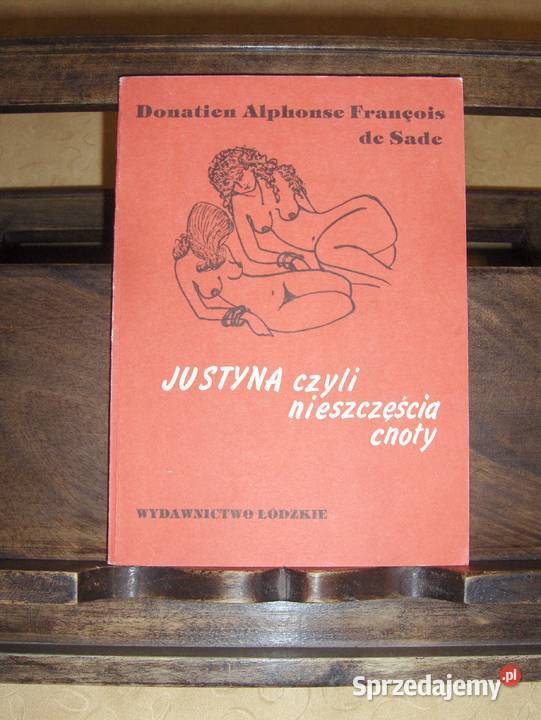 Donatien Alphonse François
de Sade
JUSTYNA czyli
nieszczęścia
cnoty
WYDAWNICTWO ŁÓDZKIE
Sprzedajemy.pl